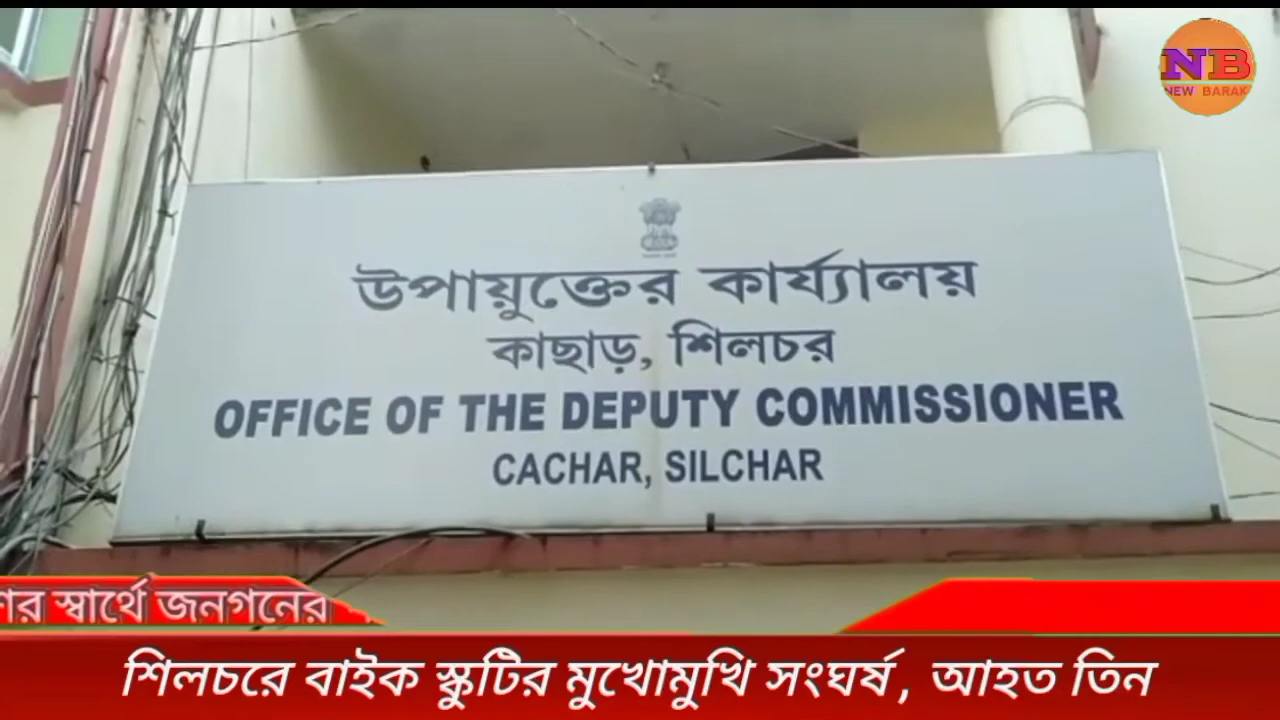 NB
NEW BARAK
উপায়ুক্তের কার্য্যালয়
কাছাড়, শিলচর
OFFICE OF THE DEPUTY COMMISSIONER
CACHAR, SILCHAR
স্বার্থে জনগনের
শিলচরে বাইক স্কুটির মুখোমুখি সংঘর্ষ, আহত তিন